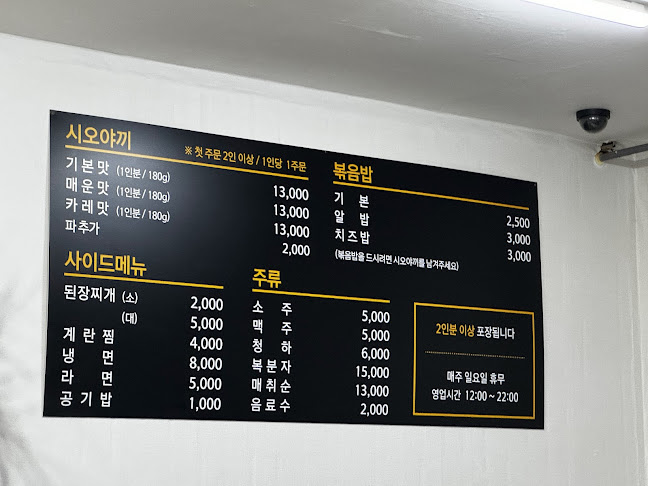 시오야끼
※ 첫 주문 2인 이상 / 1인당 1주문
기본맛 (1인분 / 180g) 13,000
매운맛 (1인분 / 180g) 13,000
카레맛 (1인분 / 180g) 13,000
파추가 2,000
볶음밥
기 본 2,500
알 밥 3,000
치즈밥 3,000
(볶음밥을 드시려면 시오야끼를 남겨주세요)
사이드메뉴
된장찌개 (소) 2,000
(대) 5,000
계 란 찜 4,000
냉 면 8,000
라 면 5,000
공 기 밥 1,000
주류
소 주 5,000
맥 주 5,000
청 하 6,000
복분자 15,000
매취순 13,000
음료수 2,000
2인분 이상 포장됩니다
매주 일요일 휴무
영업시간 12:00 ~ 22:00